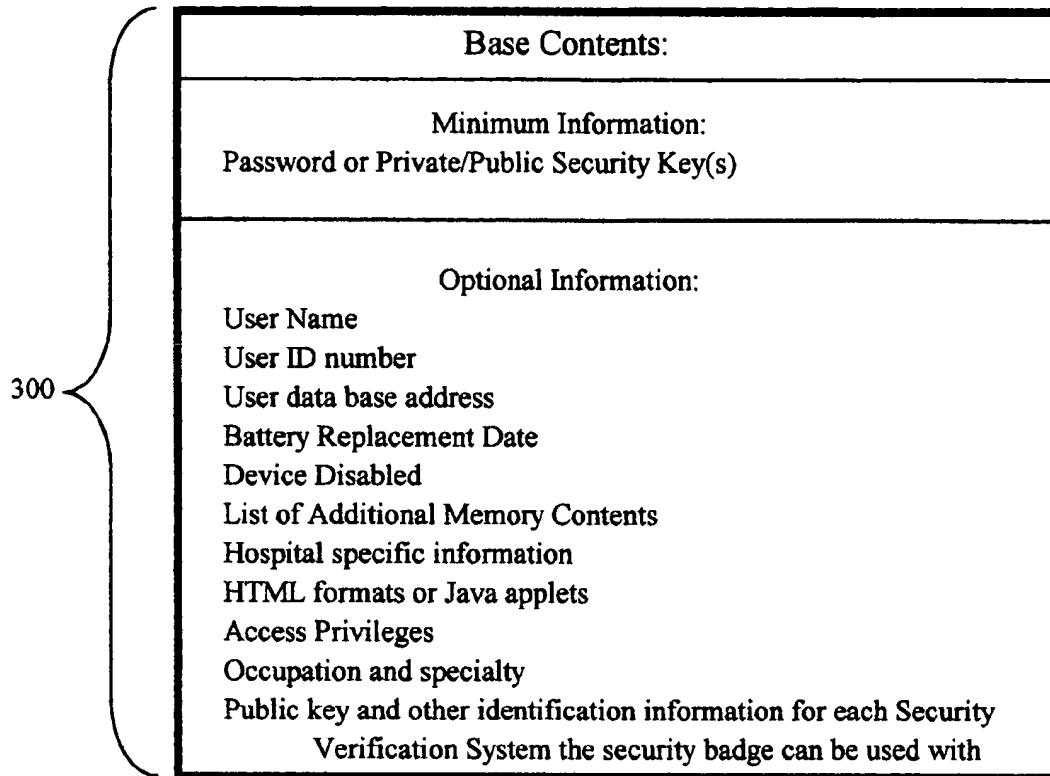 Base Contents:
Minimum Information:
Password or Private/Public Security Key(s)
Optional Information:
User Name
User ID number
User data base address
300
Battery Replacement Date
Device Disabled
List of Additional Memory Contents
Hospital specific information
HTML formats or Java applets
Access Privileges
Occupation and specialty
Public key and other identification information for each Security
Verification System the security badge can be used with